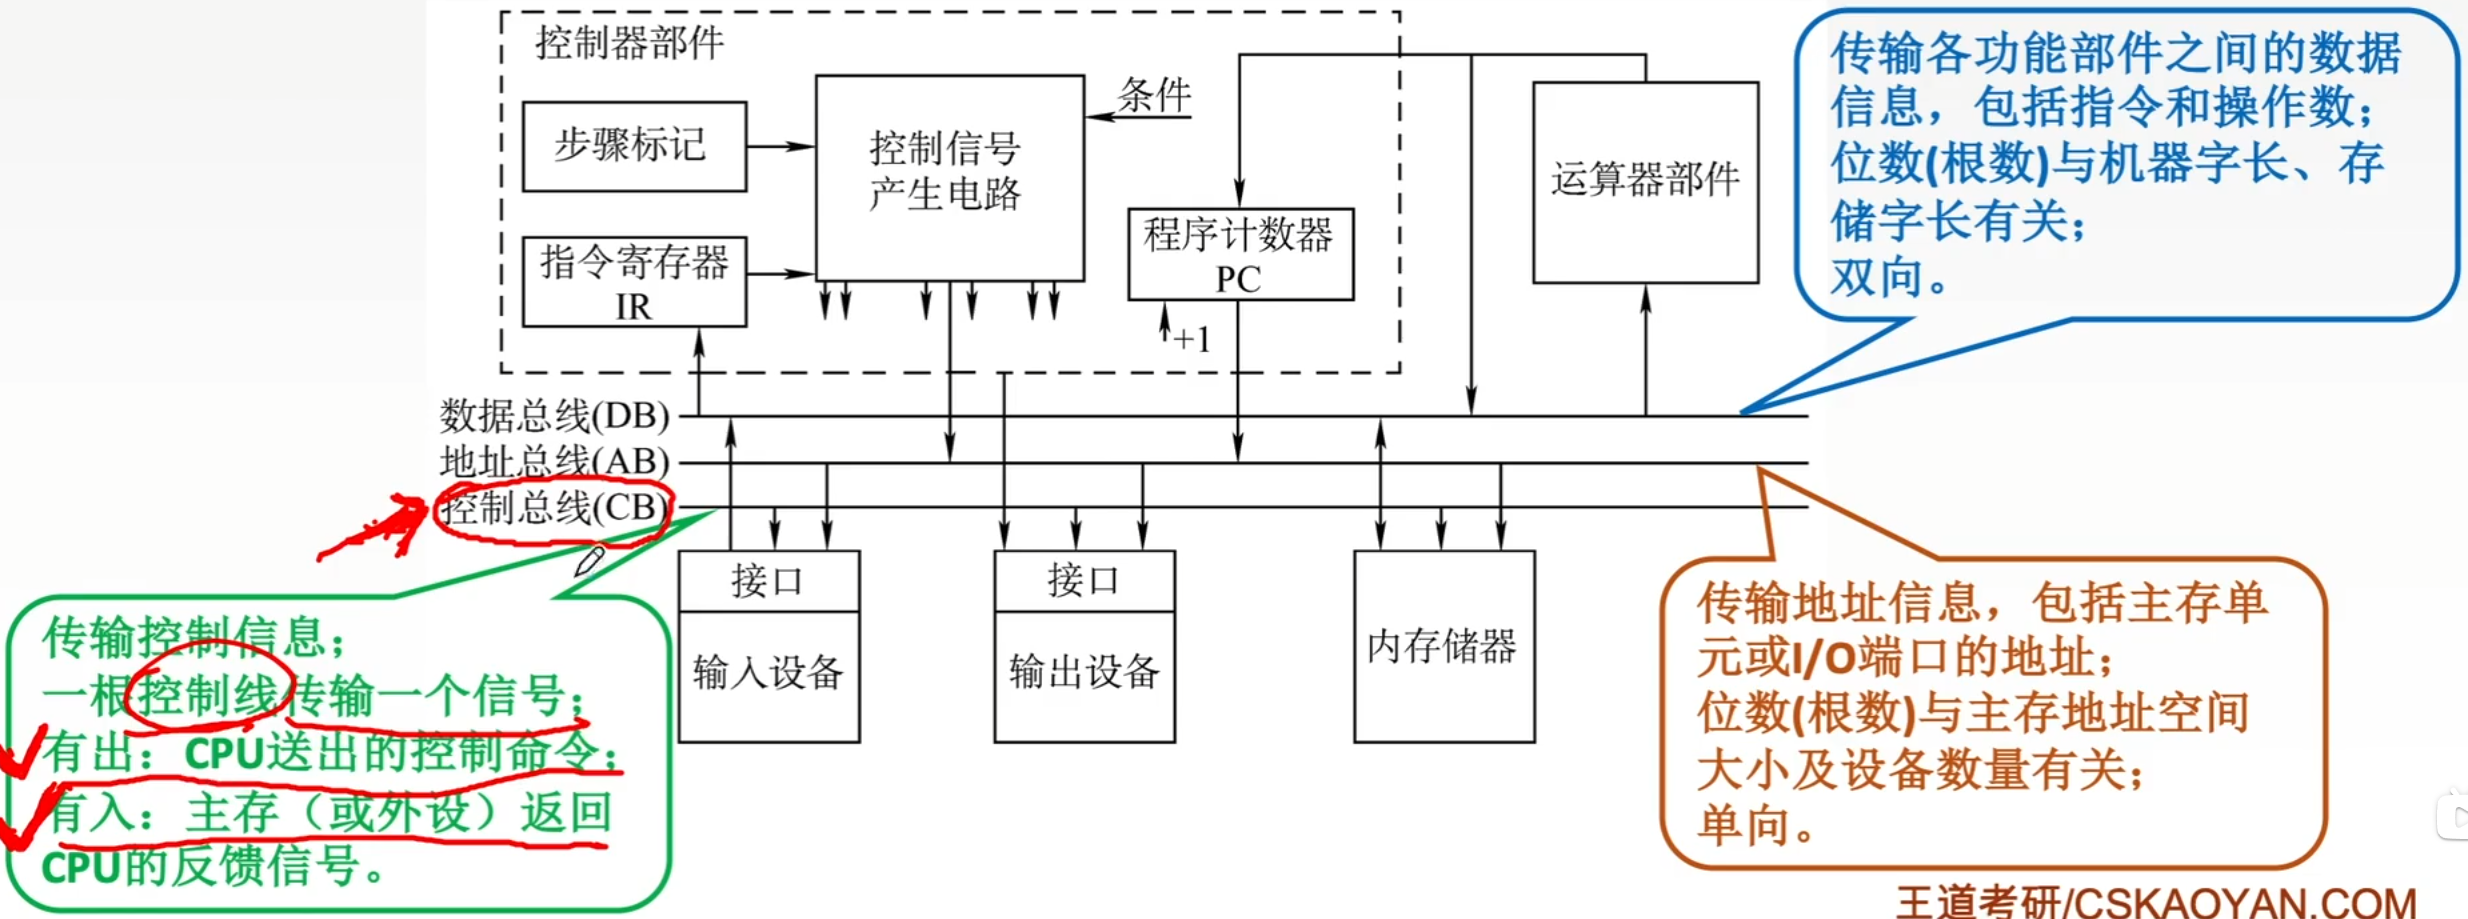 控制器部件
步骤标记
控制信号
产生电路
条件
指令寄存器
IR
程序计数器
PC
+1
运算器部件
传输各功能部件之间的数据
信息，包括指令和操作数；
位数(根数)与机器字长、存
储字长有关；
双向。
数据总线(DB)
地址总线(AB)
控制总线(CB)
接口
输入设备
接口
输出设备
内存储器
传输控制信息；
一根控制线传输一个信号；
有出：CPU送出的控制命令；
有入：主存（或外设）返回
CPU的反馈信号。
传输地址信息，包括主存单
元或I/O端口的地址；
位数(根数)与主存地址空间
大小及设备数量有关；
单向。
王道考研/CSKAOYAN.COM